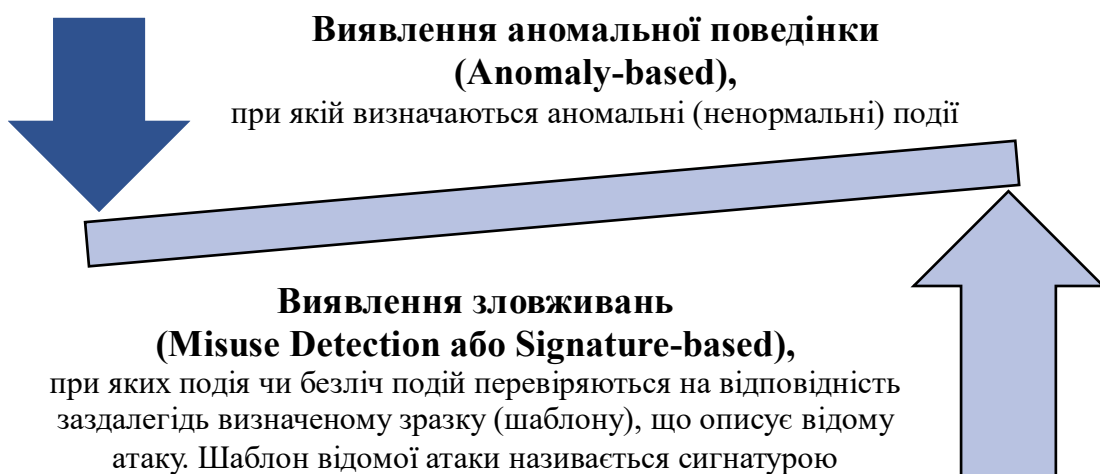 Виявлення аномальної поведінки
(Anomaly-based),
при якій визначаються аномальні (ненормальні) події
Виявлення зловживань
(Misuse Detection або Signature-based),
при яких подія чи безліч подій перевіряються на відповідність
заздалегідь визначеному зразку (шаблону), що описує відому
атаку. Шаблон відомої атаки називається сигнатурою